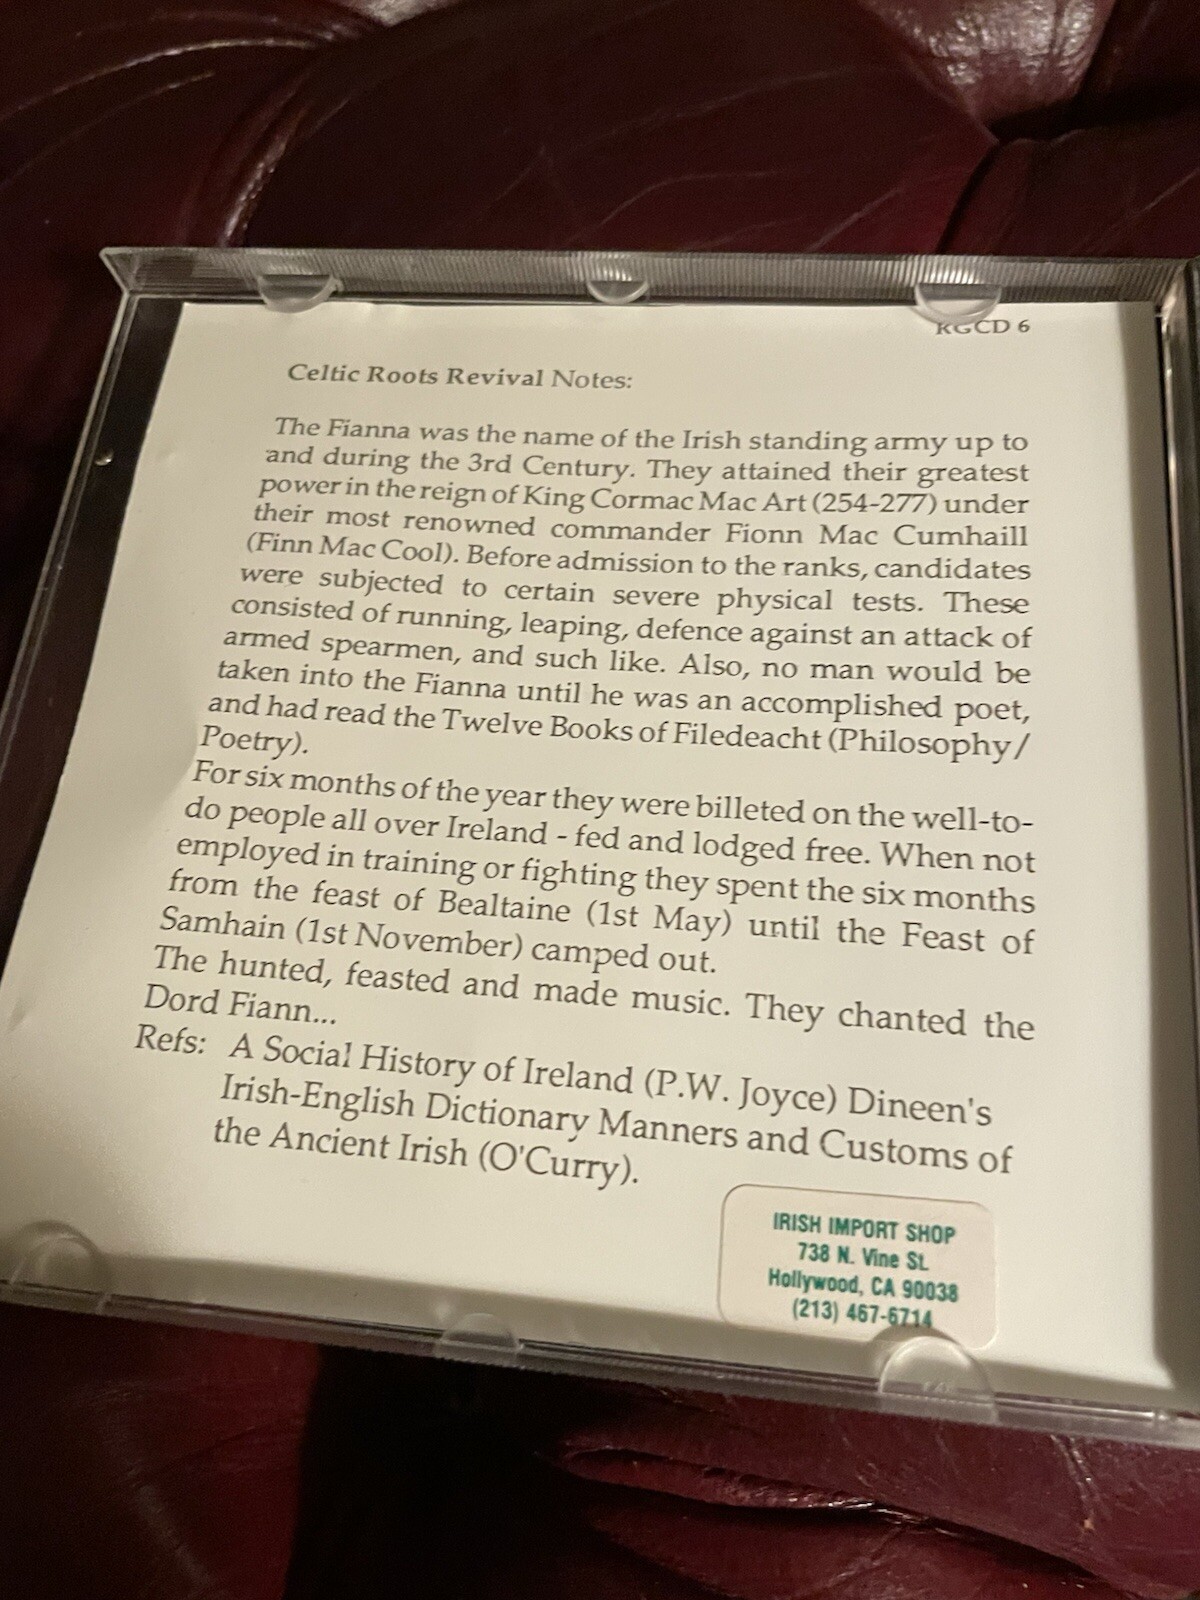 RGCD 6
Celtic Roots Revival Notes:
The Fianna was the name of the Irish standing army up to
and during the 3rd Century. They attained their greatest
power in the reign of King Cormac Mac Art (254-277) under
their most renowned commander Fionn Mac Cumhaill
(Finn Mac Cool). Before admission to the ranks, candidates
were subjected to certain severe physical tests. These
consisted of running, leaping, defence against an attack of
armed spearmen, and such like. Also, no man would be
taken into the Fianna until he was an accomplished poet,
and had read the Twelve Books of Filedeacht (Philosophy/
Poetry).
For six months of the year they were billeted on the well-to-
do people all over Ireland - fed and lodged free. When not
employed in training or fighting they spent the six months
from the feast of Bealtaine (1st May) until the Feast of
Samhain (1st November) camped out.
The hunted, feasted and made music. They chanted the
Dord Fiann...
Refs: A Social History of Ireland (P.W. Joyce) Dineen's
Irish-English Dictionary Manners and Customs of
the Ancient Irish (O'Curry).
IRISH IMPORT SHOP
738 N. Vine St.
Hollywood, CA 90038
(213) 467-6714